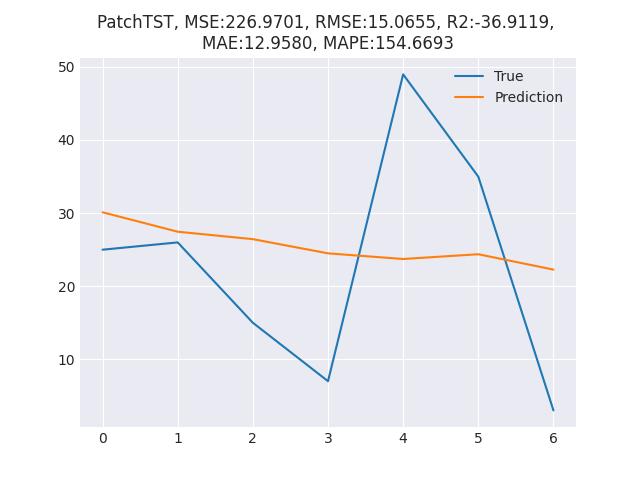 PatchTST, MSE:226.9701, RMSE:15.0655, R2:-36.9119,
MAE:12.9580, MAPE:154.6693
True
Prediction
50
40
30
20
10
0 1 2 3 4 5 6